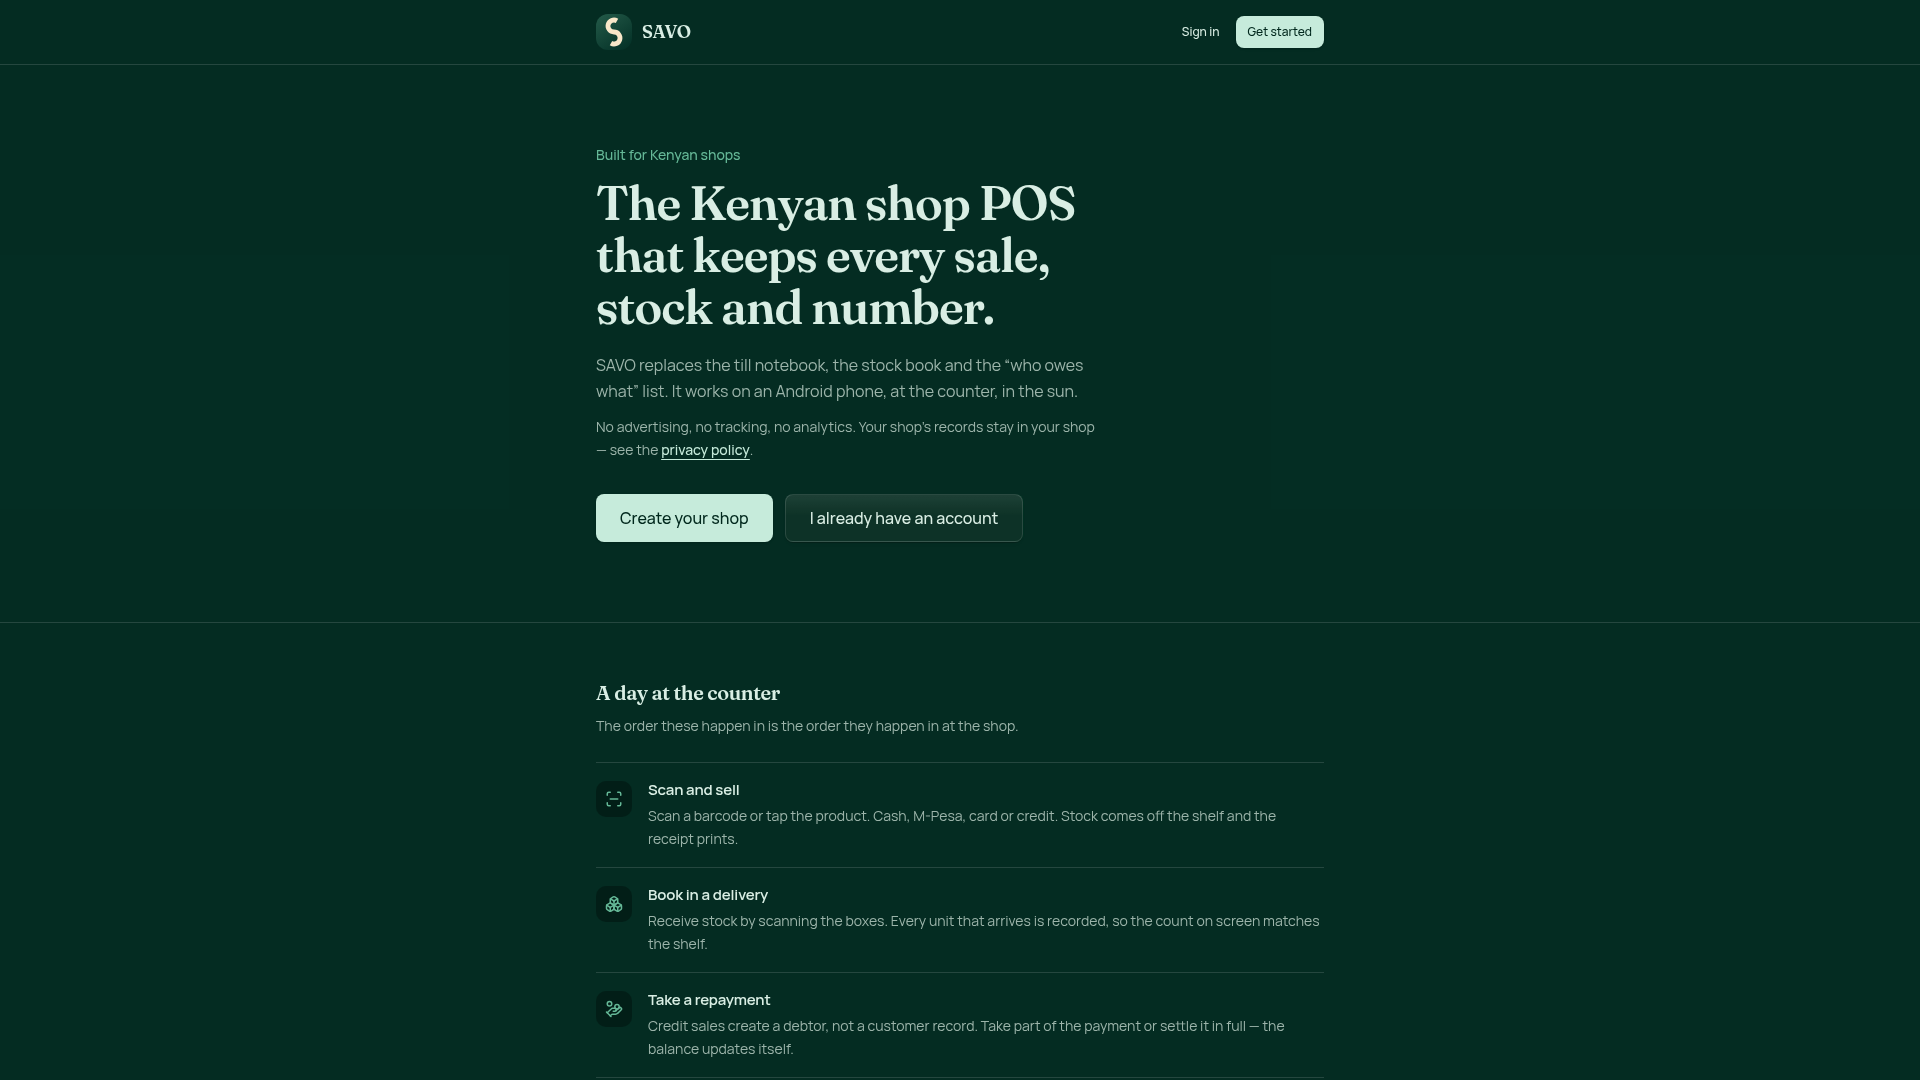 SAVO
Sign in
Get started
Built for Kenyan shops
The Kenyan shop POS
that keeps every sale,
stock and number.
SAVO replaces the till notebook, the stock book and the “who owes
what” list. It works on an Android phone, at the counter, in the sun.
No advertising, no tracking, no analytics. Your shop's records stay in your shop
— see the privacy policy.
Create your shop
I already have an account
A day at the counter
The order these happen in is the order they happen in at the shop.
Scan and sell
Scan a barcode or tap the product. Cash, M-Pesa, card or credit. Stock comes off the shelf and the
receipt prints.
Book in a delivery
Receive stock by scanning the boxes. Every unit that arrives is recorded, so the count on screen matches
the shelf.
Take a repayment
Credit sales create a debtor, not a customer record. Take part of the payment or settle it in full — the
balance updates itself.